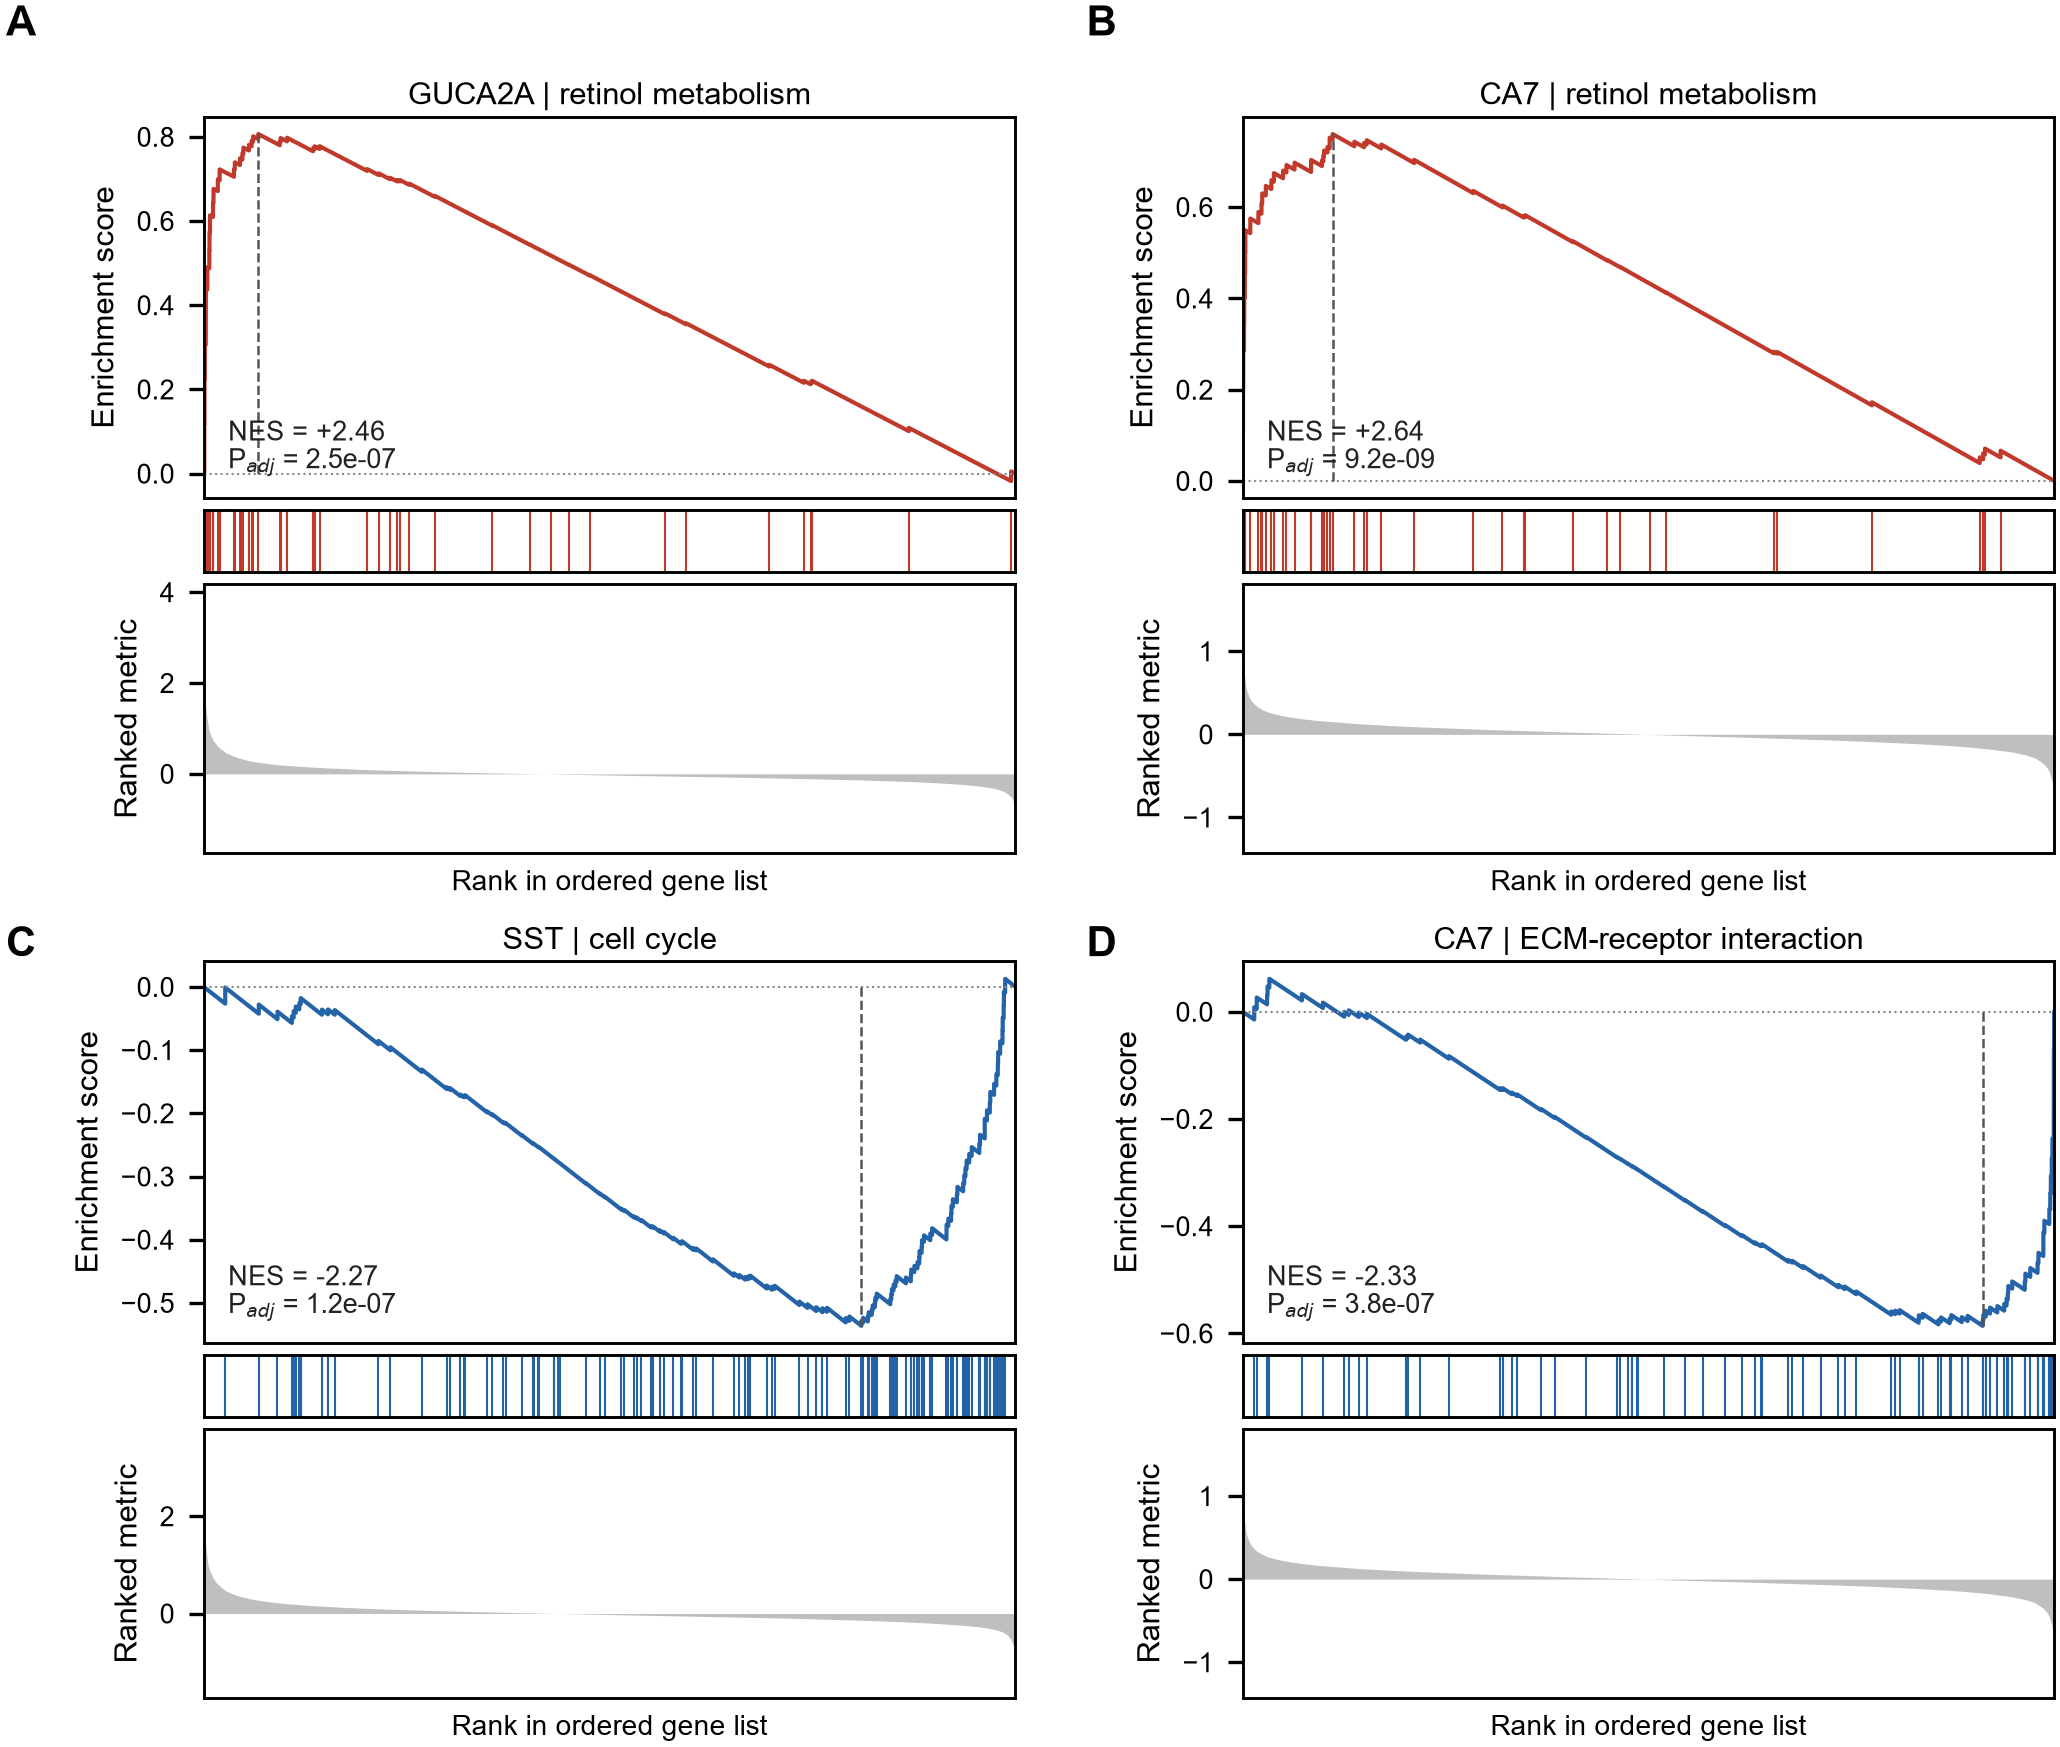 A
GUCA2A | retinol metabolism
Enrichment score
0.8
0.6
0.4
0.2
0.0
NES = +2.46
Padj = 2.5e-07
Ranked metric
4
2
0
Rank in ordered gene list
B
CA7 | retinol metabolism
Enrichment score
0.6
0.4
0.2
0.0
NES = +2.64
Padj = 9.2e-09
Ranked metric
1
0
−1
Rank in ordered gene list
C
SST | cell cycle
Enrichment score
0.0
−0.1
−0.2
−0.3
−0.4
−0.5
NES = -2.27
Padj = 1.2e-07
Ranked metric
2
0
Rank in ordered gene list
D
CA7 | ECM-receptor interaction
Enrichment score
0.0
−0.2
−0.4
−0.6
NES = -2.33
Padj = 3.8e-07
Ranked metric
1
0
−1
Rank in ordered gene list